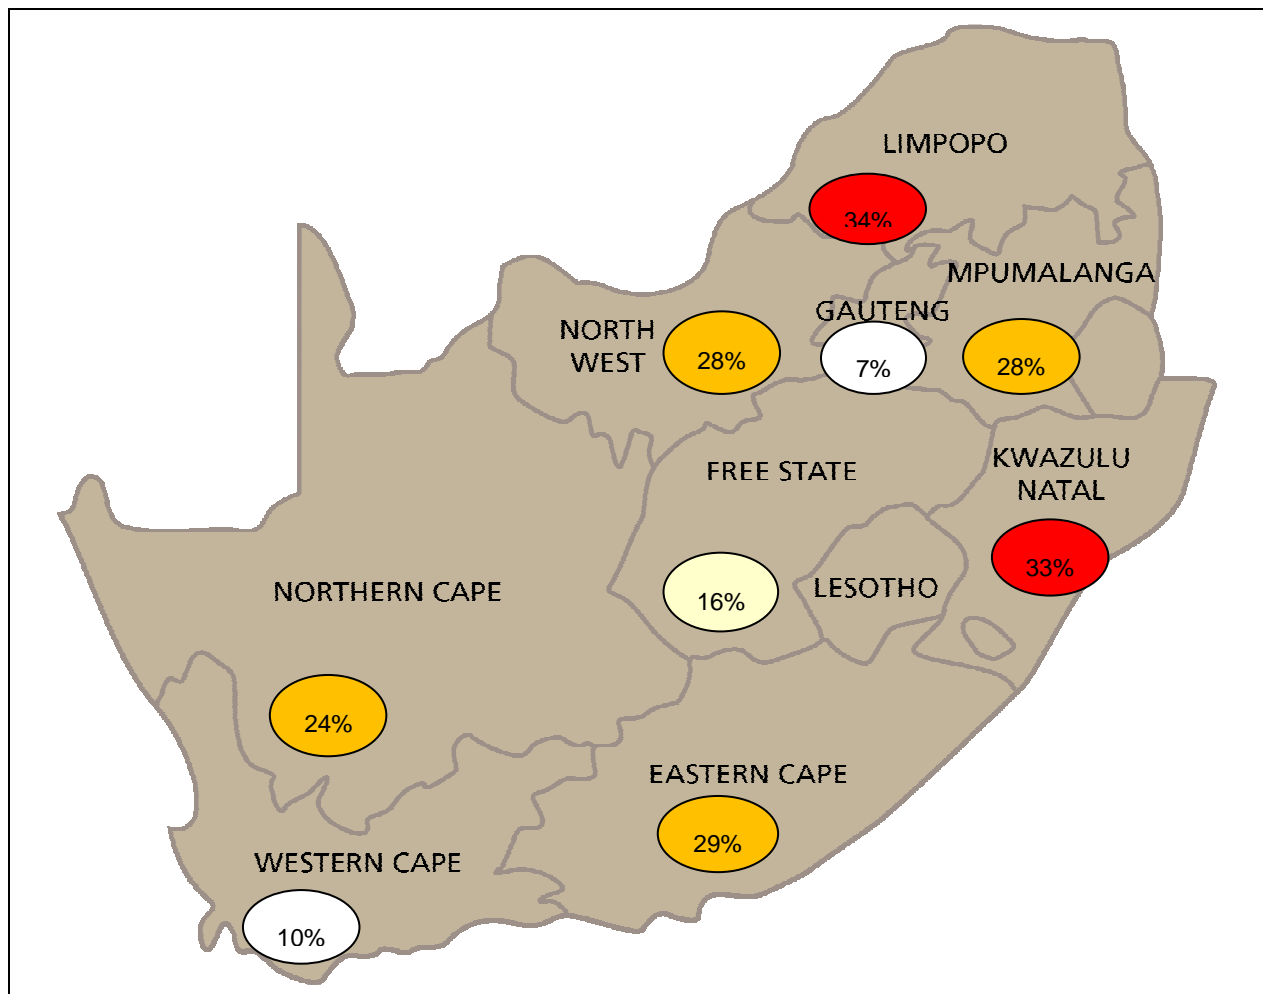 LIMPOPO
34%
MPUMALANGA
GAUTENG
NORTH
WEST
28%
7%
28%
FREE STATE
KWAZULU
NATAL
33%
NORTHERN CAPE
16%
LESOTHO
24%
EASTERN CAPE
29%
WESTERN CAPE
10%